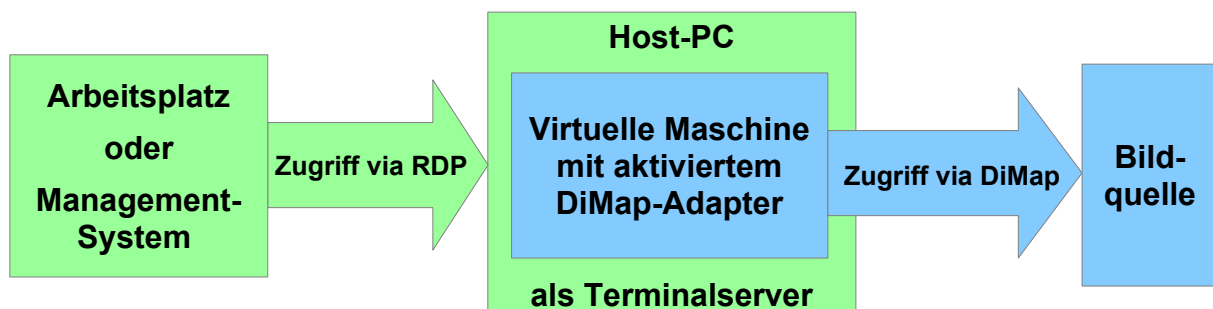 Arbeitsplatz
oder
Management-
System
Zugriff via RDP
Host-PC
Virtuelle Maschine
mit aktiviertem
DiMap-Adapter
als Terminalserver
Zugriff via DiMap
Bild-
quelle